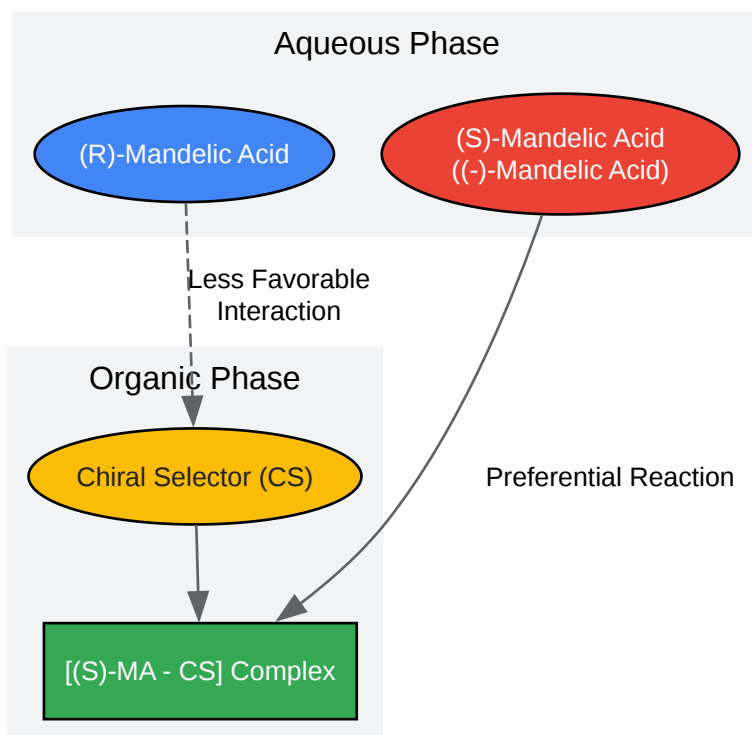 Aqueous Phase
(R)-Mandelic Acid
(S)-Mandelic Acid
((-)-Mandelic Acid)
Less Favorable
Interaction
Organic Phase
Chiral Selector (CS)
Preferential Reaction
[(S)-MA - CS] Complex